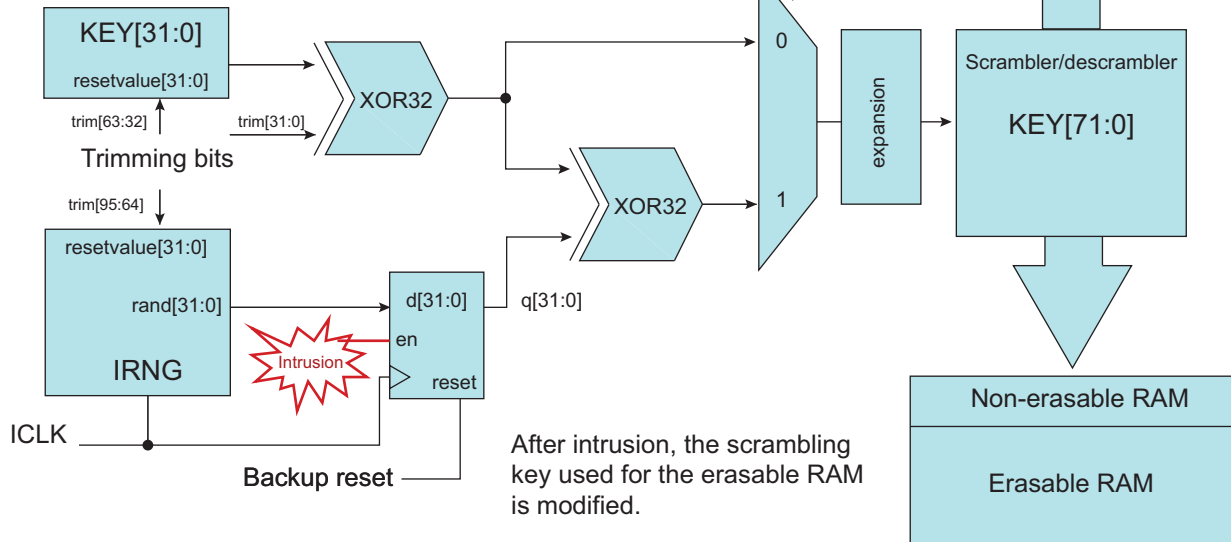 KEY[31:0]
resetvalue[31:0]
trim[63:32]
trim[31:0]
Trimming bits
trim[95:64]
resetvalue[31:0]
rand[31:0]
IRNG
ICLK
Intrusion
d[31:0]
en
reset
q[31:0]
Backup reset
XOR32
XOR32
0
1
expansion
Scrambler/descrambler
KEY[71:0]
After intrusion, the scrambling
key used for the erasable RAM
is modified.
Non-erasable RAM
Erasable RAM